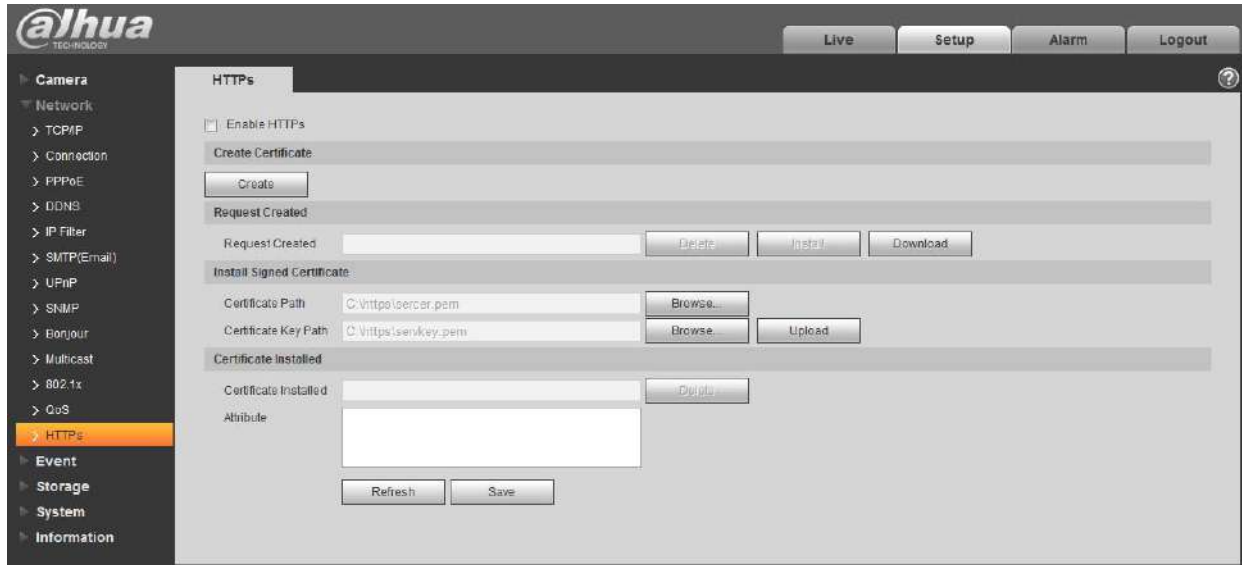 alhua
TECHNOLOGY
Live Setup Alarm Logout
Camera
Network
TCP/IP
Connection
PPPoE
DDNS
IP Filter
SMTP(Email)
UPnP
SNMP
Bonjour
Multicast
802.1x
QoS
HTTPs
Event
Storage
System
Information
HTTPs
?
Enable HTTPs
Create Certificate
Create
Request Created
Request Created Delete Install Download
Install Signed Certificate
Certificate Path C:\https\sercer.pem Browse...
Certificate Key Path C:\https\servkey.pem Browse... Upload
Certificate Installed
Certificate Installed Delete
Attribute
Refresh Save